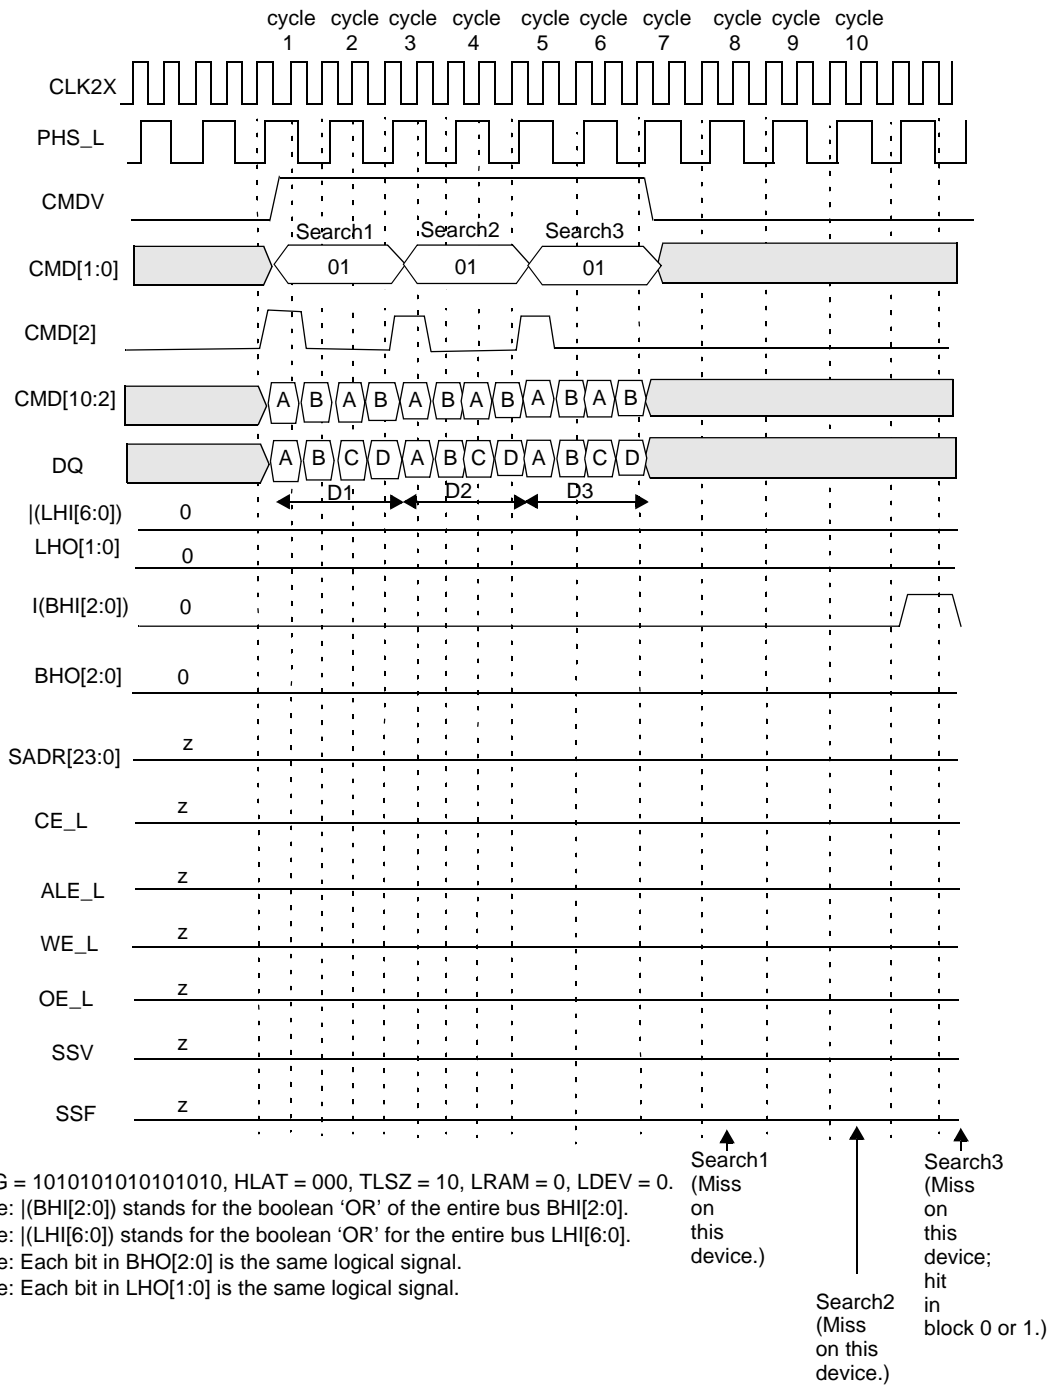 cycle cycle cycle cycle cycle cycle cycle cycle cycle cycle
1 2 3 4 5 6 7 8 9 10
CLK2X
PHS_L
CMDV
Search1 Search2 Search3
CMD[1:0] 01 01 01
CMD[2]
CMD[10:2] A B A B A B A B A B A B
DQ A B C D A B C D A B C D
D1 D2 D3
|(LHI[6:0]) 0
LHO[1:0] 0
I(BHI[2:0]) 0
BHO[2:0] 0
SADR[23:0] z
CE_L z
ALE_L z
WE_L z
OE_L z
SSV z
SSF z
G = 1010101010101010, HLAT = 000, TLSZ = 10, LRAM = 0, LDEV = 0.
e: |(BHI[2:0]) stands for the boolean ‘OR’ of the entire bus BHI[2:0].
e: |(LHI[6:0]) stands for the boolean ‘OR’ for the entire bus LHI[6:0].
e: Each bit in BHO[2:0] is the same logical signal.
e: Each bit in LHO[1:0] is the same logical signal.
Search1
(Miss
on
this
device.)
Search2
(Miss
on this
device.)
Search3
(Miss
on
this
device;
hit
in
block 0 or 1.)